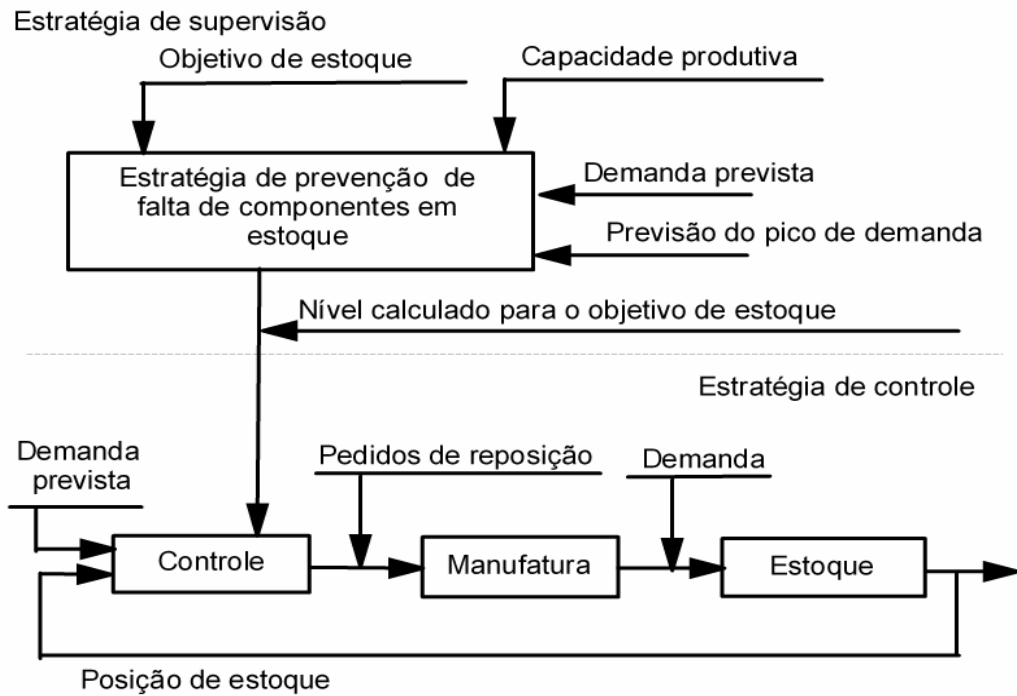 Estratégia de supervisão
Objetivo de estoque
Capacidade produtiva
Estratégia de prevenção de
falta de componentes em
estoque
Demanda prevista
Previsão do pico de demanda
Nível calculado para o objetivo de estoque
Estratégia de controle
Demanda
prevista
Pedidos de reposição
Demanda
Controle
Manufatura
Estoque
Posição de estoque